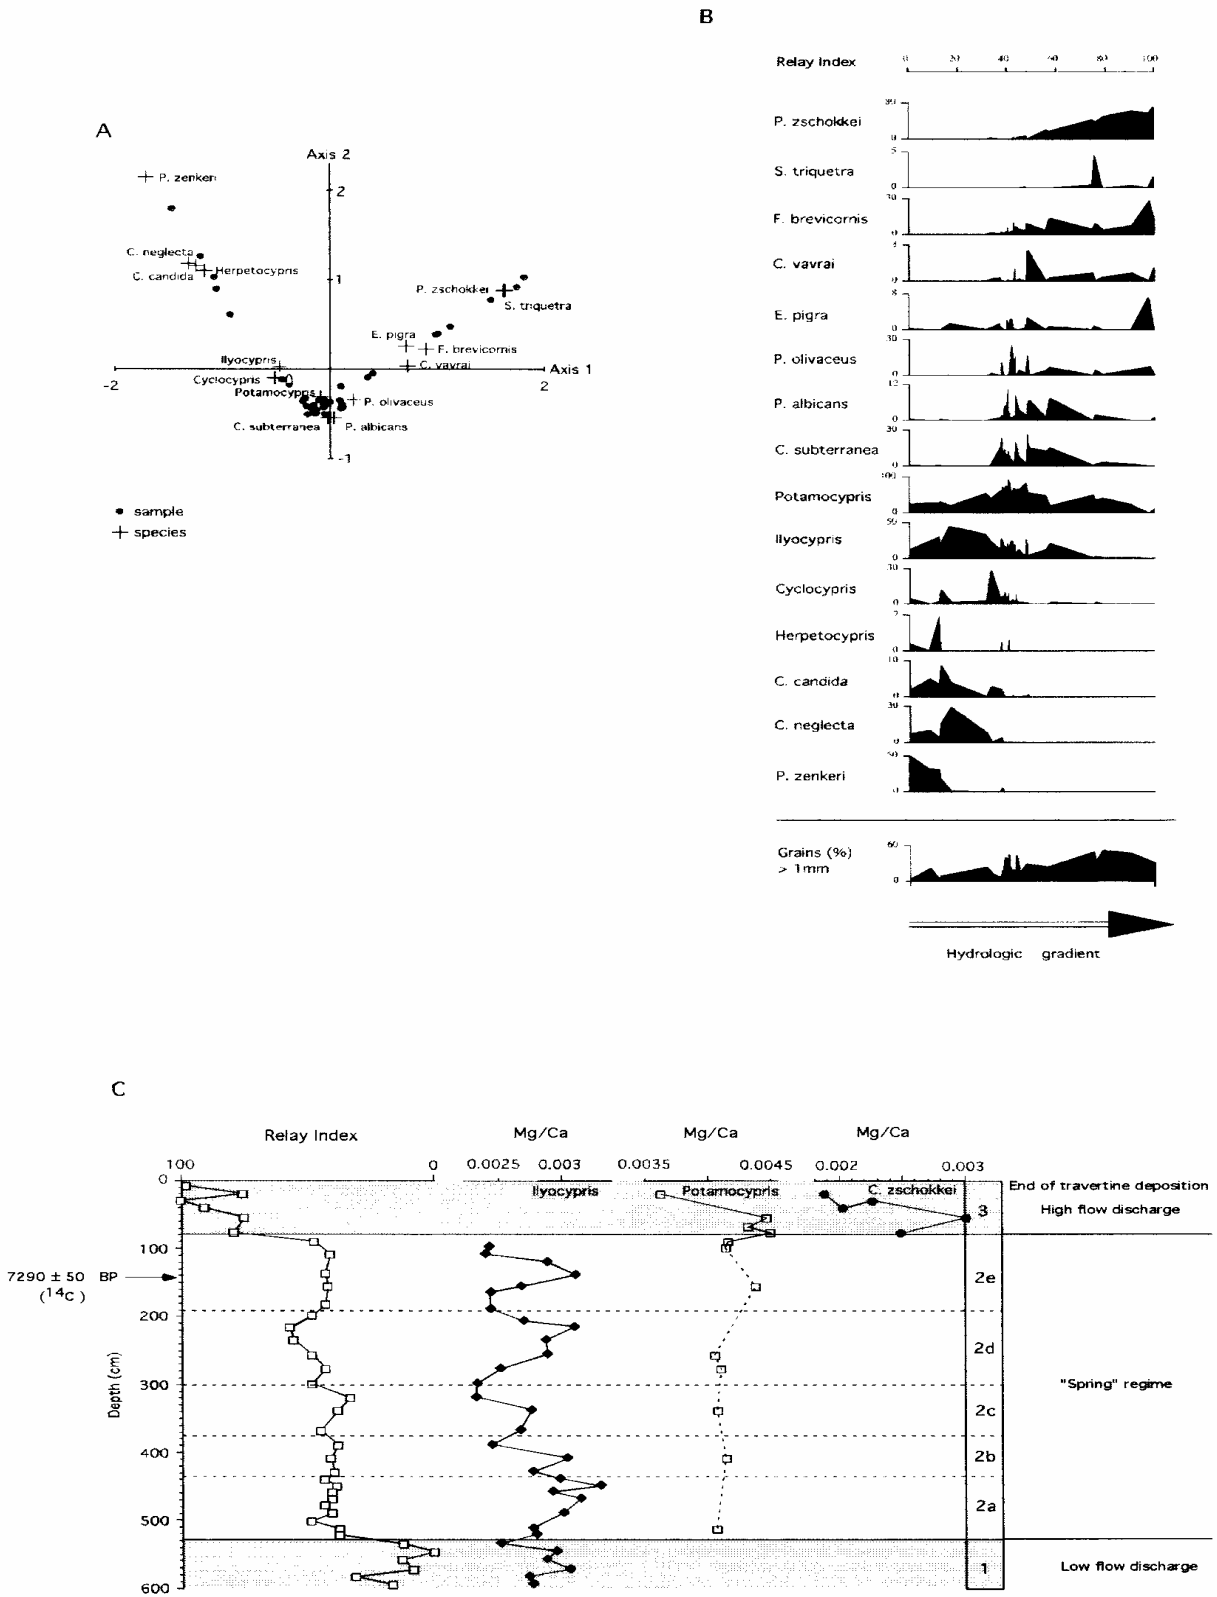 B
Relay Index
0 20 40 60 80 100
P. zschokkei
S. triquetra
F. brevicornis
C. vavrai
E. pigra
P. olivaceus
P. albicans
C. subterranea
Potamocypris
Ilyocypris
Cyclocypris
Herpetocypris
C. candida
C. neglecta
P. zenkeri
Grains (%)
> 1mm
60
0
Hydrologic gradient
A
Axis 2
P. zenkeri
2
C. neglecta
C. candida
Herpetocypris
1
P. zschokkei
S. triquetra
E. pigra
F. brevicornis
C. vavrai
Ilyocypris
Axis 1
-2
2
Cyclocypris
0
Potamocypris
P. olivaceus
C. subterranea
P. albicans
-1
sample
species
C
Relay Index Mg/Ca Mg/Ca Mg/Ca
100 0 0.0025 0.003 0.0035 0.0045 0.002 0.003
Ilyocypris Potamocypris C. zschokkei
End of travertine deposition
3 High flow discharge
7290 ± 50 BP
(14C)
Depth (cm)
0
100
200
300
400
500
600
2e
2d
2c
2b
2a
1
"Spring" regime
Low flow discharge